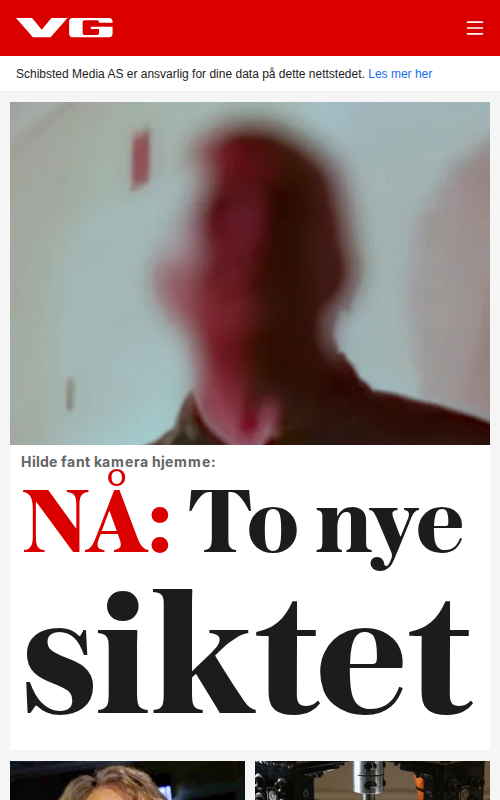 VG
Schibsted Media AS er ansvarlig for dine data på dette nettstedet. Les mer her
Hilde fant kamera hjemme:
NÅ: To nye
siktet